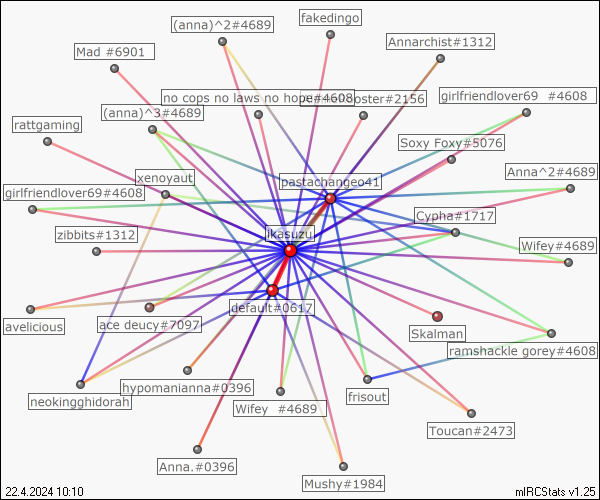 (anna)^2#4689
fakedingo
Mad #6901
Annarchist#1312
no cops no laws no hope#4608
oster#2156
girlfriendlover69 #4608
(anna)^3#4689
rattgaming
Soxy Foxy#5076
xenoyaut
pastachangeo41
Anna^2#4689
girlfriendlover69#4608
Cypha#1717
zibbits#1312
ikasuzu
Wifey#4689
default#0617
avelicious
ace deucy#7097
Skalman
ramshackle gorey#4608
hypomanianna#0396
neokingghidorah
Wifey #4689
frisout
Toucan#2473
Anna.#0396
Mushy#1984
22.4.2024 10:10
mIRCStats v1.25